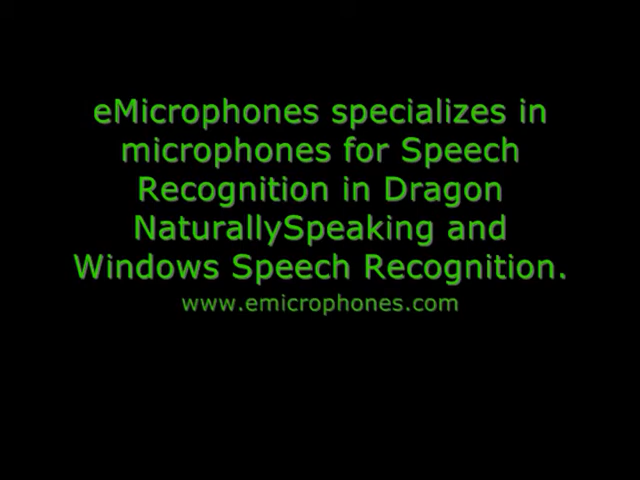 eMicrophones specializes in
microphones for Speech
Recognition in Dragon
NaturallySpeaking and
Windows Speech Recognition.
www.emicrophones.com